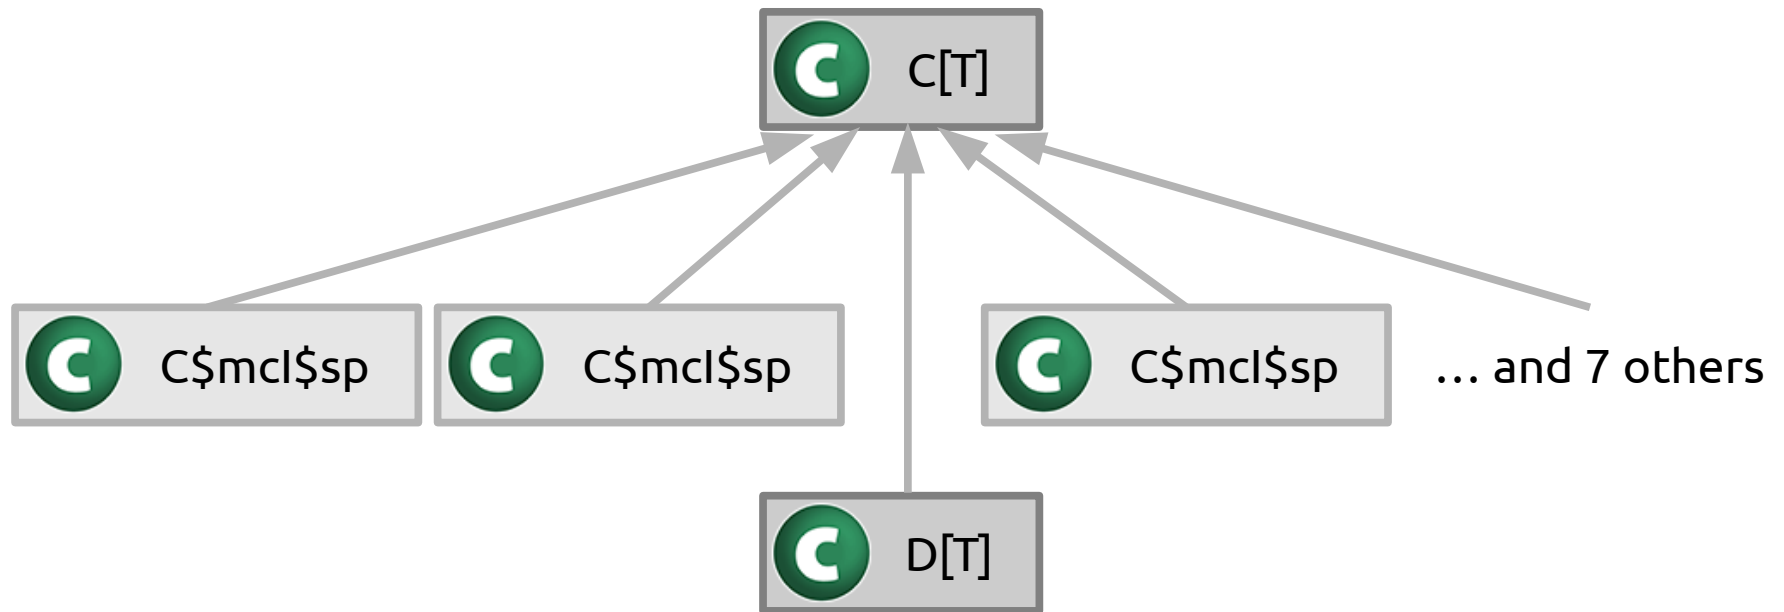 C C[T]
C C$mcI$sp
C C$mcI$sp
C C$mcI$sp
... and 7 others
C D[T]